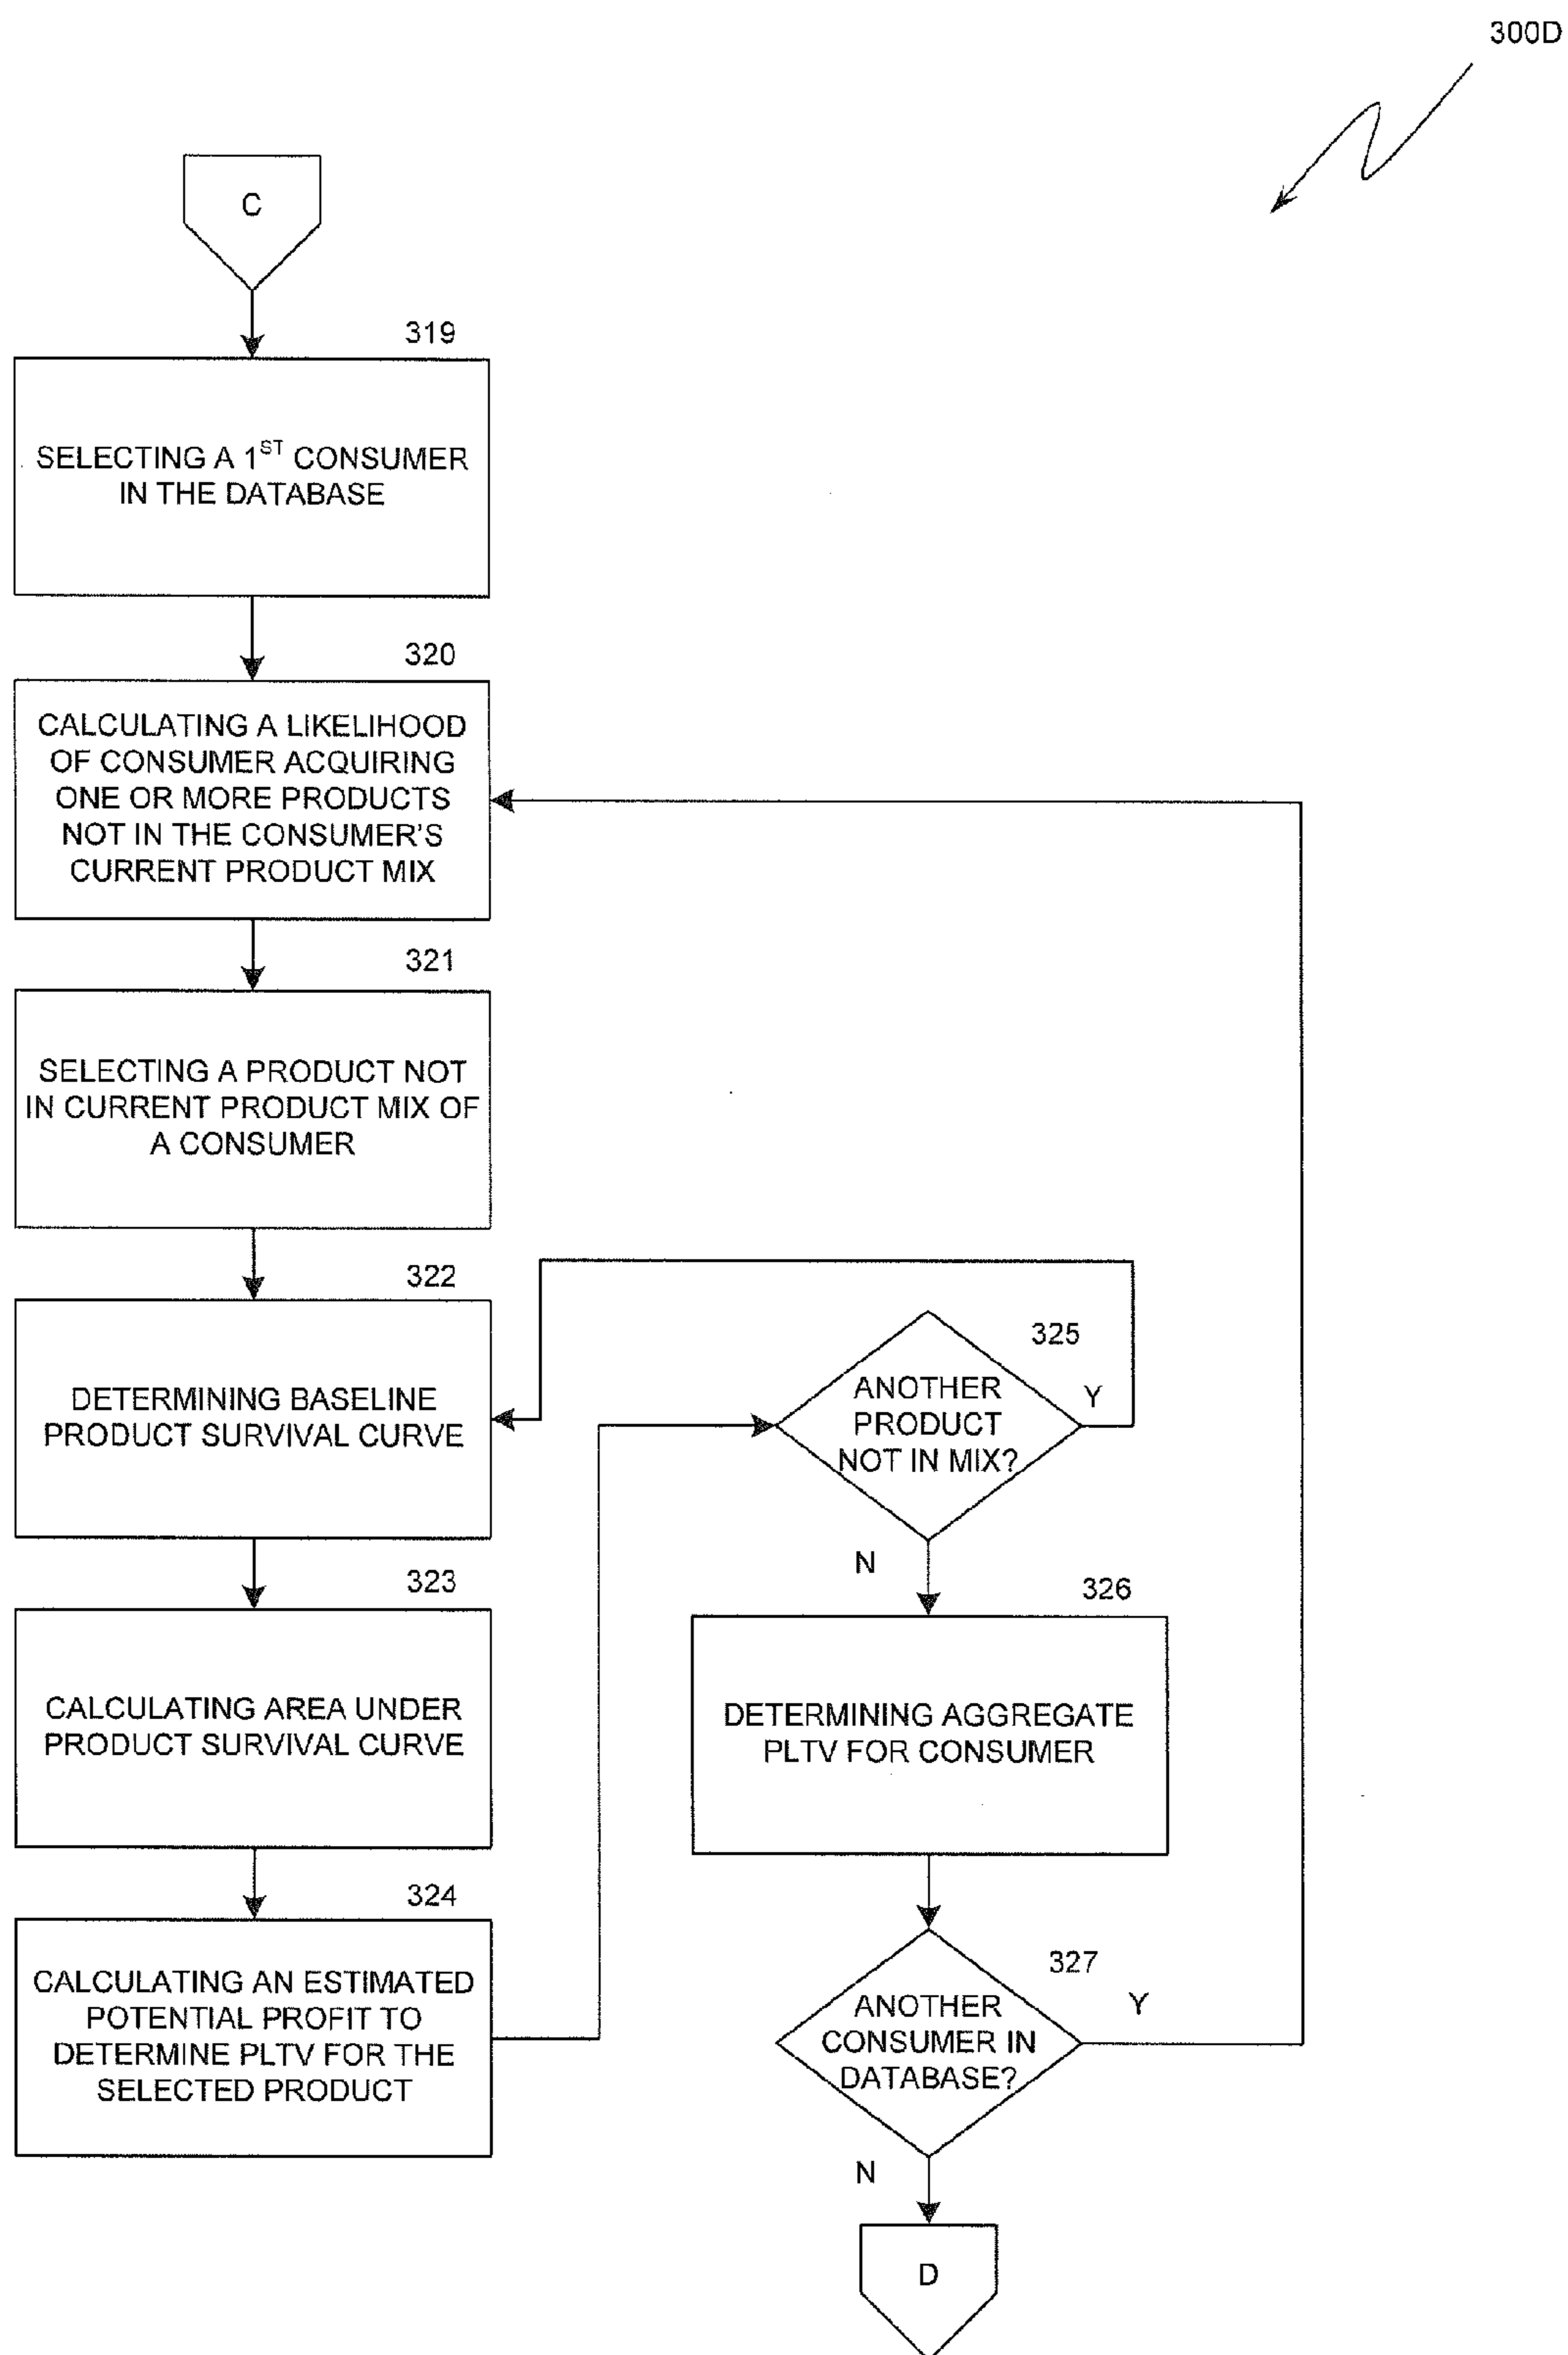 300D
C
319
SELECTING A 1ST CONSUMER
IN THE DATABASE
320
CALCULATING A LIKELIHOOD
OF CONSUMER ACQUIRING
ONE OR MORE PRODUCTS
NOT IN THE CONSUMER'S
CURRENT PRODUCT MIX
321
SELECTING A PRODUCT NOT
IN CURRENT PRODUCT MIX OF
A CONSUMER
322
DETERMINING BASELINE
PRODUCT SURVIVAL CURVE
323
CALCULATING AREA UNDER
PRODUCT SURVIVAL CURVE
324
CALCULATING AN ESTIMATED
POTENTIAL PROFIT TO
DETERMINE PLTV FOR THE
SELECTED PRODUCT
325
ANOTHER
PRODUCT
NOT IN MIX?
Y
N
326
DETERMINING AGGREGATE
PLTV FOR CONSUMER
327
ANOTHER
CONSUMER IN
DATABASE?
Y
N
D